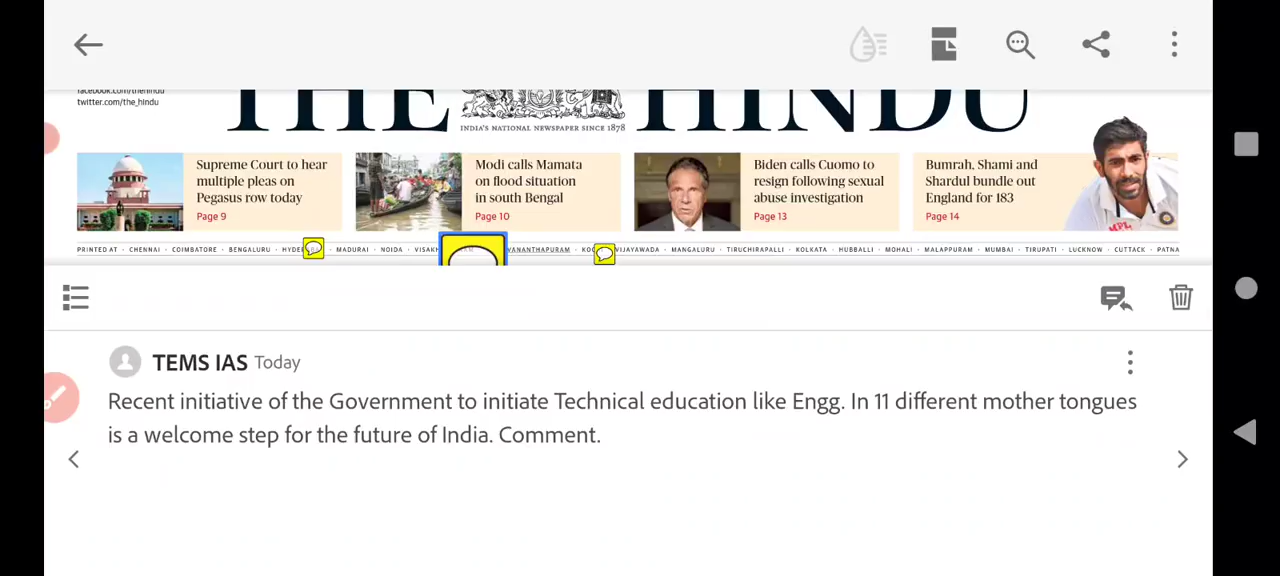 facebook.com/thehindu
twitter.com/the_hindu
THE HINDU
INDIA'S NATIONAL NEWSPAPER SINCE 1878
Supreme Court to hear
multiple pleas on
Pegasus row today
Page 9
Modi calls Mamata
on flood situation
in south Bengal
Page 10
Biden calls Cuomo to
resign following sexual
abuse investigation
Page 13
Bumrah, Shami and
Shardul bundle out
England for 183
Page 14
PRINTED AT · CHENNAI · COIMBATORE · BENGALURU · MADURAI · NOIDA · VIJAYAWADA · MANGALURU · TIRUCHIRAPALLI · KOLKATA · HUBBALLI · MOHALI · MALAPPURAM · MUMBAI · TIRUPATI · LUCKNOW · CUTTACK · PATNA
TEMS IAS Today
Recent initiative of the Government to initiate Technical education like Engg. In 11 different mother tongues
is a welcome step for the future of India. Comment.